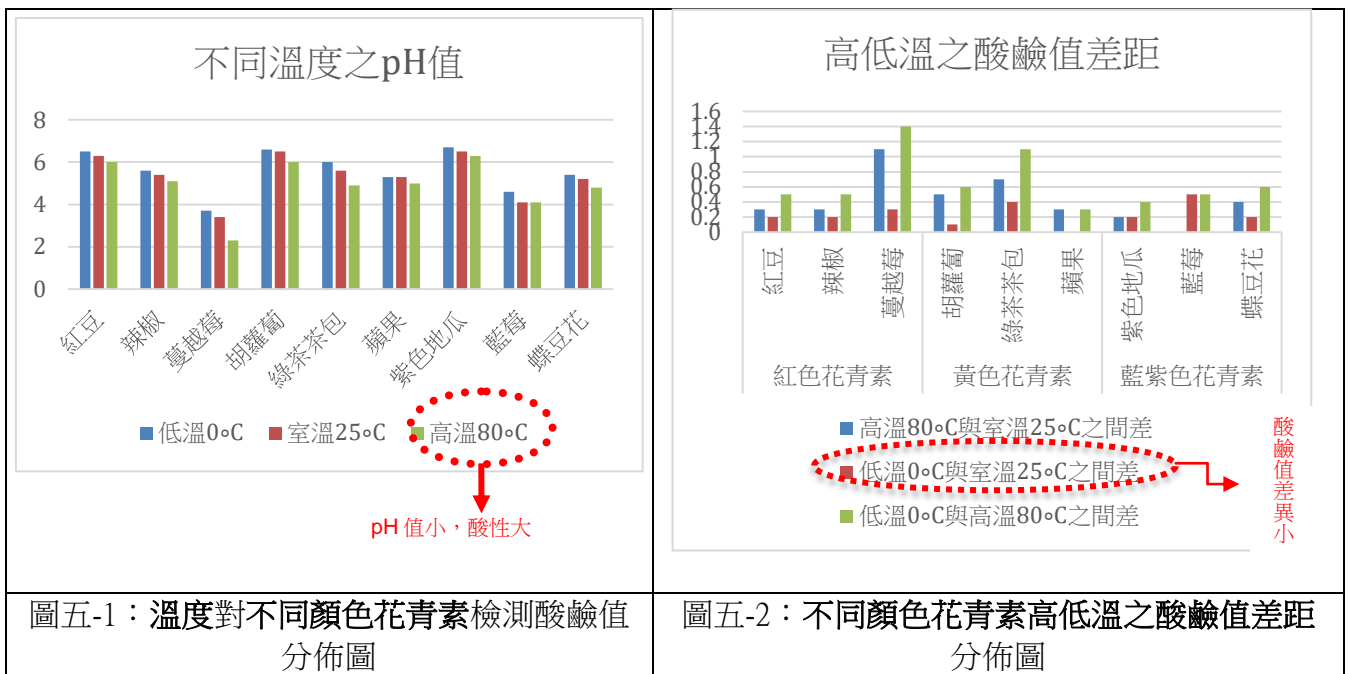 不同溫度之pH值
8
6
4
2
0
紅豆
辣椒
蔓越莓
胡蘿蔔
綠茶茶包
蘋果
紫色地瓜
藍莓
蝶豆花
低溫0∘C 室溫25∘C 高溫80∘C
pH 值小，酸性大
圖五-1：溫度對不同顏色花青素檢測酸鹼值
分佈圖
高低溫之酸鹼值差距
1.6
1.4
1.2
1
0.8
0.6
0.4
0.2
0
紅豆
辣椒
蔓越莓
胡蘿蔔
綠茶茶包
蘋果
紫色地瓜
藍莓
蝶豆花
紅色花青素 黃色花青素 藍紫色花青素
高溫80∘C與室溫25∘C之間差
低溫0∘C與室溫25∘C之間差
低溫0∘C與高溫80∘C之間差
酸鹼值差異小
圖五-2：不同顏色花青素高低溫之酸鹼值差距
分佈圖